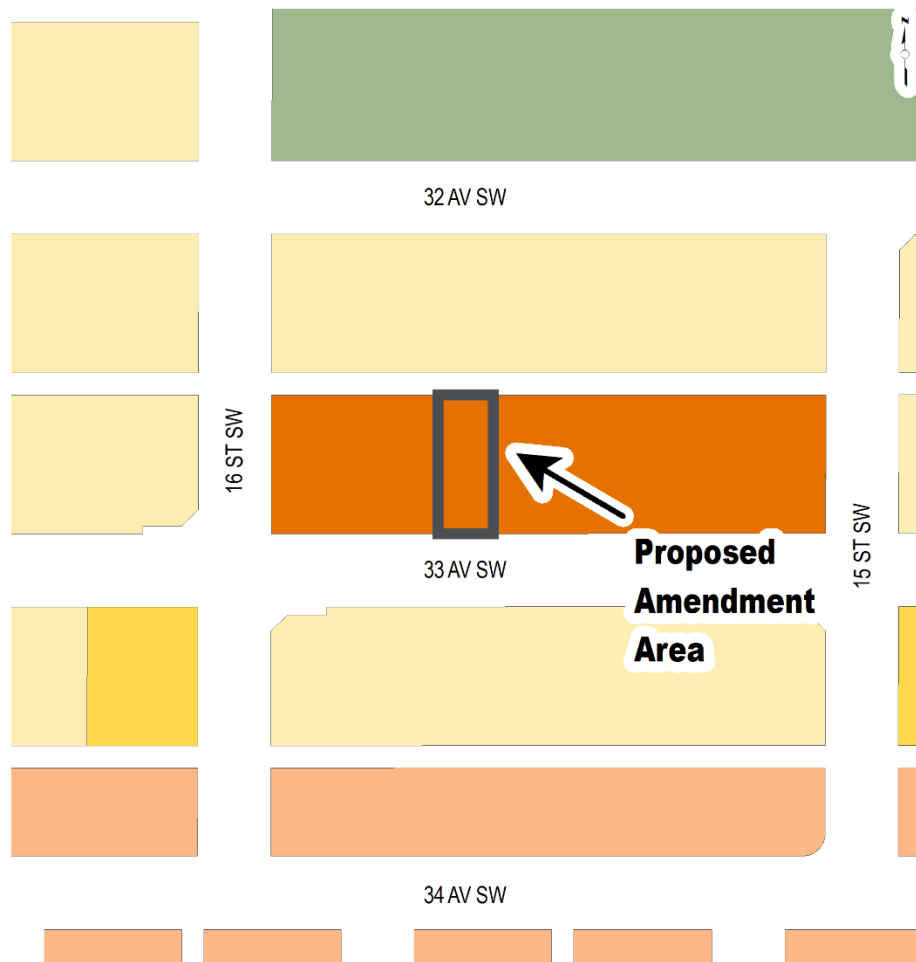 N
32 AV SW
16 ST SW
33 AV SW
15 ST SW
Proposed
Amendment
Area
34 AV SW